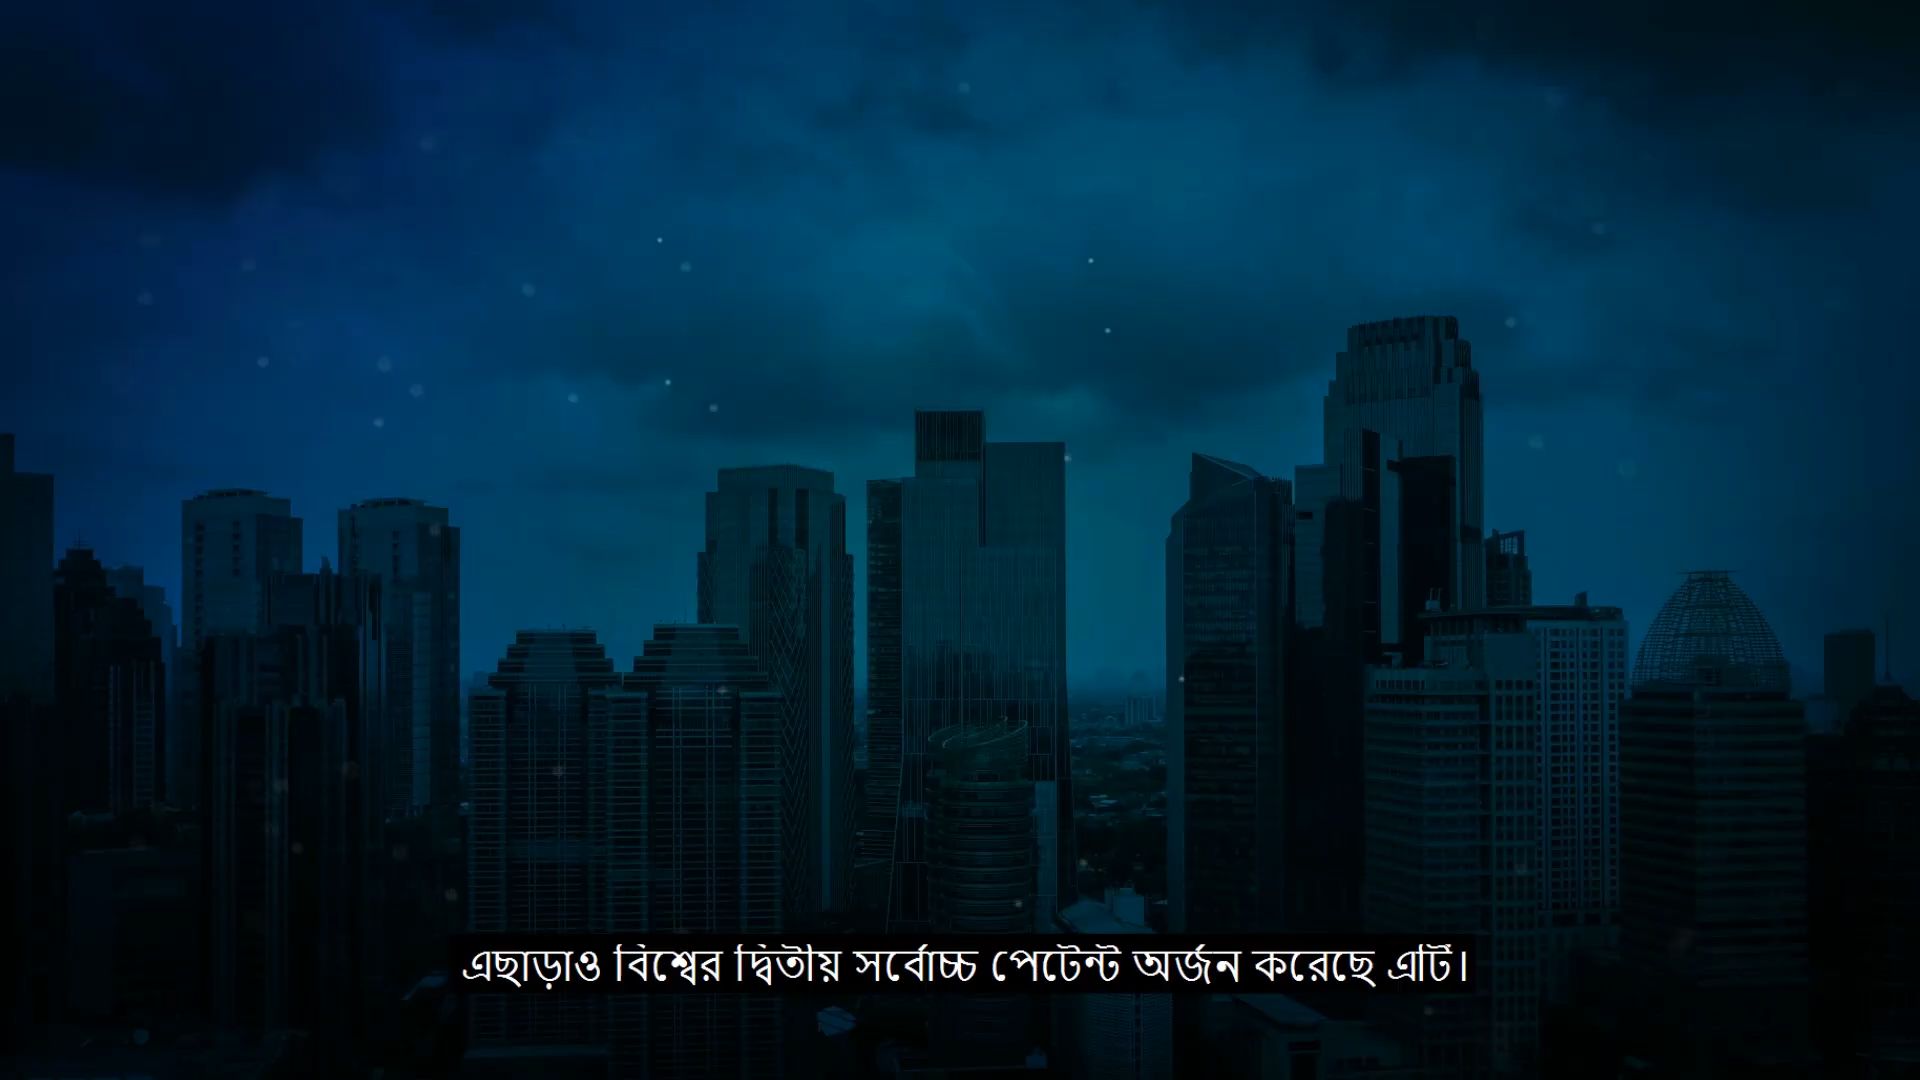 এছাড়াও বিশ্বের দ্বিতীয় সর্বোচ্চ পেটেন্ট অর্জন করেছে এটি।